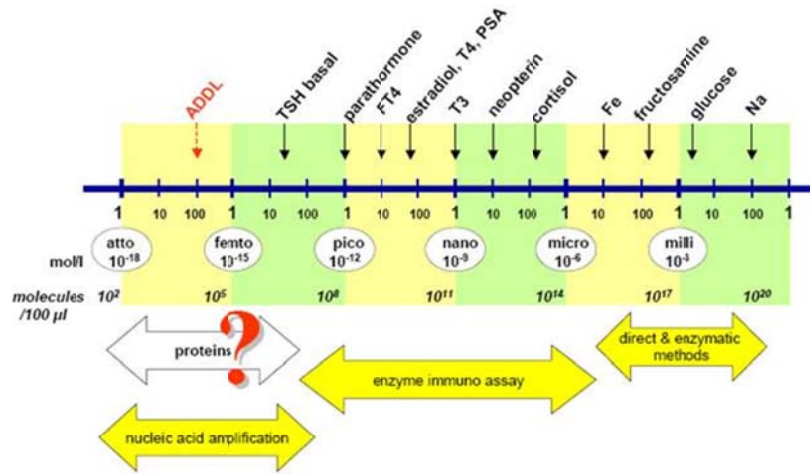 ADDL
TSH basal
parathormone
FT4
estradiol, T4, PSA
T3
neopterin
cortisol
Fe
fructosamine
glucose
Na
1 10 100 1 10 100 1 10 100 1 10 100 1 10 100 1 10 100 1
atto femto pico nano micro milli
mol/l 10⁻¹⁸ 10⁻¹⁵ 10⁻¹² 10⁻⁹ 10⁻⁶
molecules 10² 10⁵ 10⁸ 10¹¹ 10¹⁴ 10¹⁷ 10²⁰
/100 µl
proteins ?
direct & enzymatic
methods
enzyme immuno assay
nucleic acid amplification